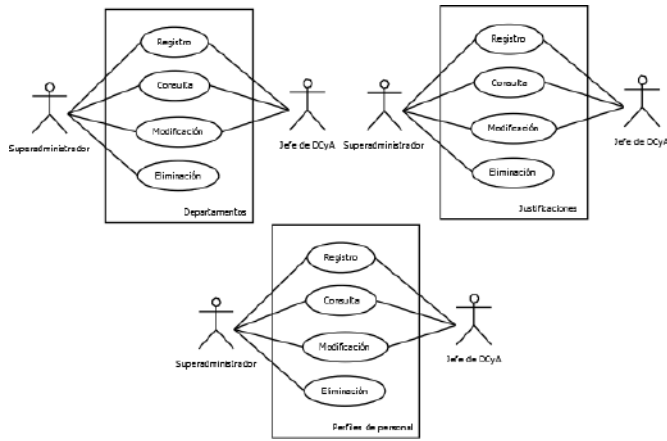 Registro
Consulta
Modificación
Eliminación
Superadministrador
Jefe de DCyA
Departamentos
Registro
Consulta
Modificación
Eliminación
Superadministrador
Jefe de DCyA
Justificaciones
Registro
Consulta
Modificación
Eliminación
Superadministrador
Jefe de DCyA
Perfiles de personal